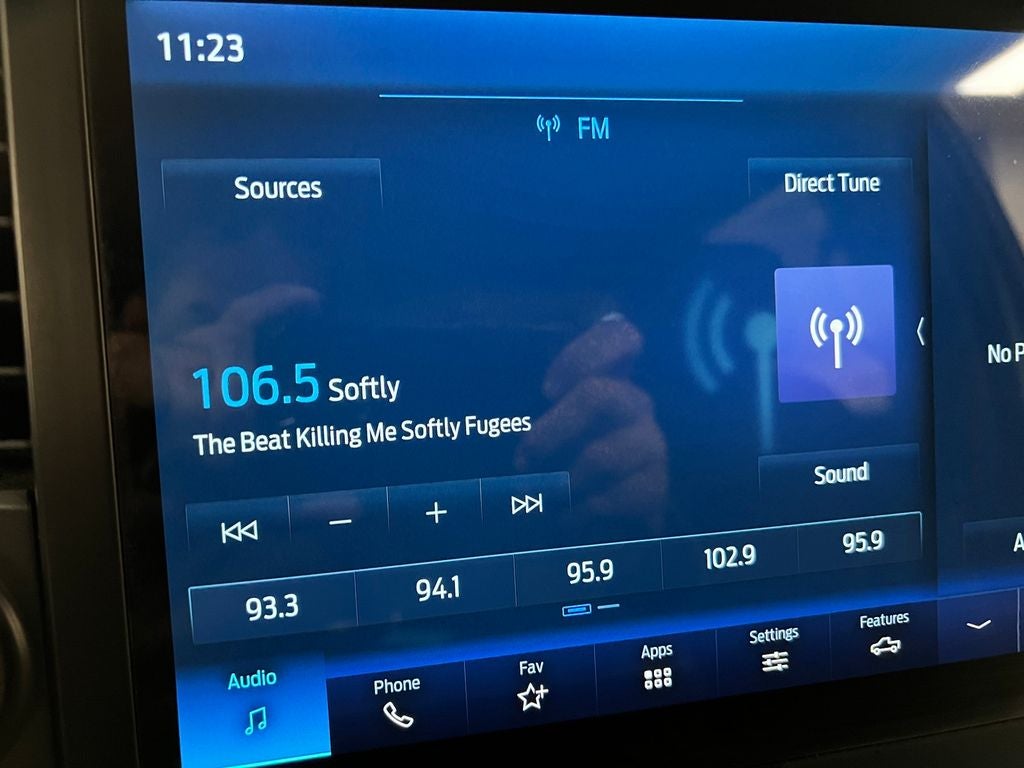 11:23
FM
Sources
Direct Tune
106.5 Softly
The Beat Killing Me Softly Fugees
No P
Sound
A
93.3 94.1 95.9 102.9 95.9
Audio Phone Fav Apps Settings Features